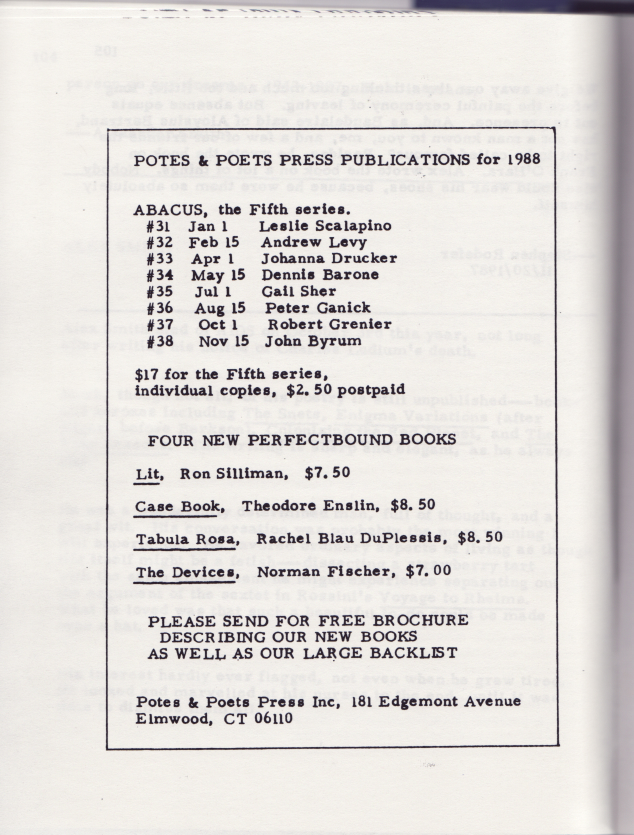 POTES & POETS PRESS PUBLICATIONS for 1988
ABACUS, the Fifth series.
#31 Jan 1 Leslie Scalapino
#32 Feb 15 Andrew Levy
#33 Apr 1 Johanna Drucker
#34 May 15 Dennis Barone
#35 Jul 1 Gail Sher
#36 Aug 15 Peter Ganick
#37 Oct 1 Robert Grenier
#38 Nov 15 John Byrum
$17 for the Fifth series,
individual copies, $2.50 postpaid
FOUR NEW PERFECTBOUND BOOKS
Lit, Ron Silliman, $7.50
Case Book, Theodore Enslin, $8.50
Tabula Rosa, Rachel Blau DuPlessis, $8.50
The Devices, Norman Fischer, $7.00
PLEASE SEND FOR FREE BROCHURE
DESCRIBING OUR NEW BOOKS
AS WELL AS OUR LARGE BACKLIST
Potes & Poets Press Inc, 181 Edgemont Avenue
Elmwood, CT 06110